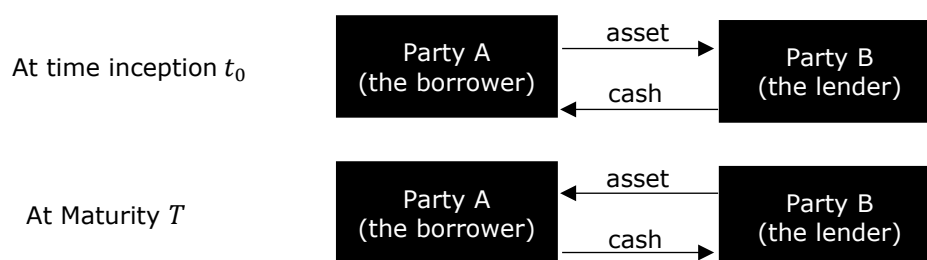 At time inception t₀
Party A
(the borrower)
asset
cash
Party B
(the lender)
At Maturity T
Party A
(the borrower)
asset
cash
Party B
(the lender)